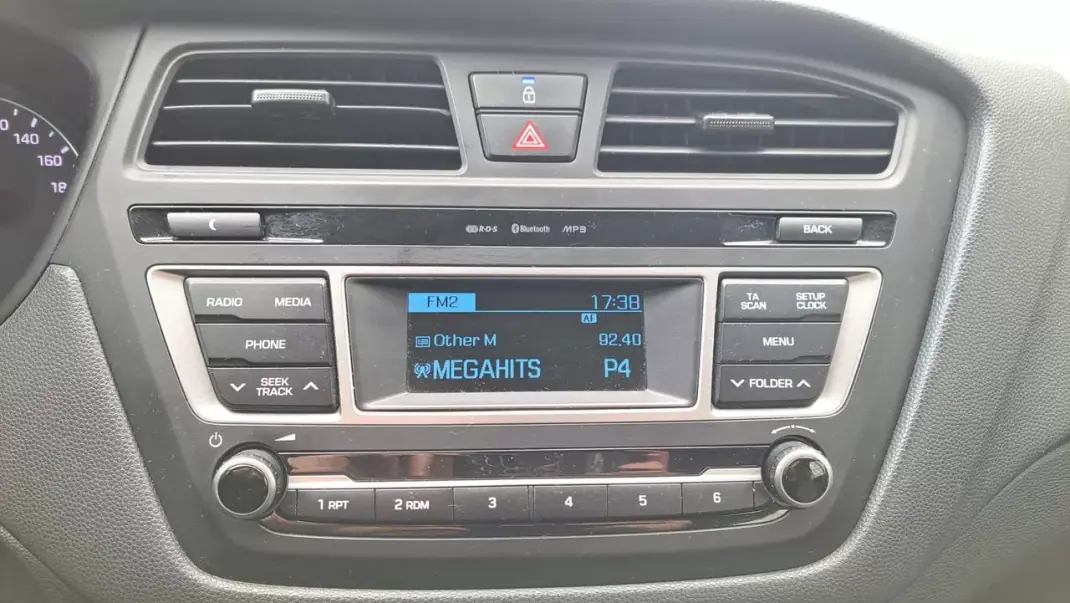 140
160
18
R·D·S Bluetooth MP3
BACK
RADIO MEDIA
PHONE
SEEK
TRACK
FM2 17:38
AF
Other M 92.40
MEGAHITS P4
TA
SCAN
SETUP
CLOCK
MENU
FOLDER
1 RPT 2 RDM 3 4 5 6